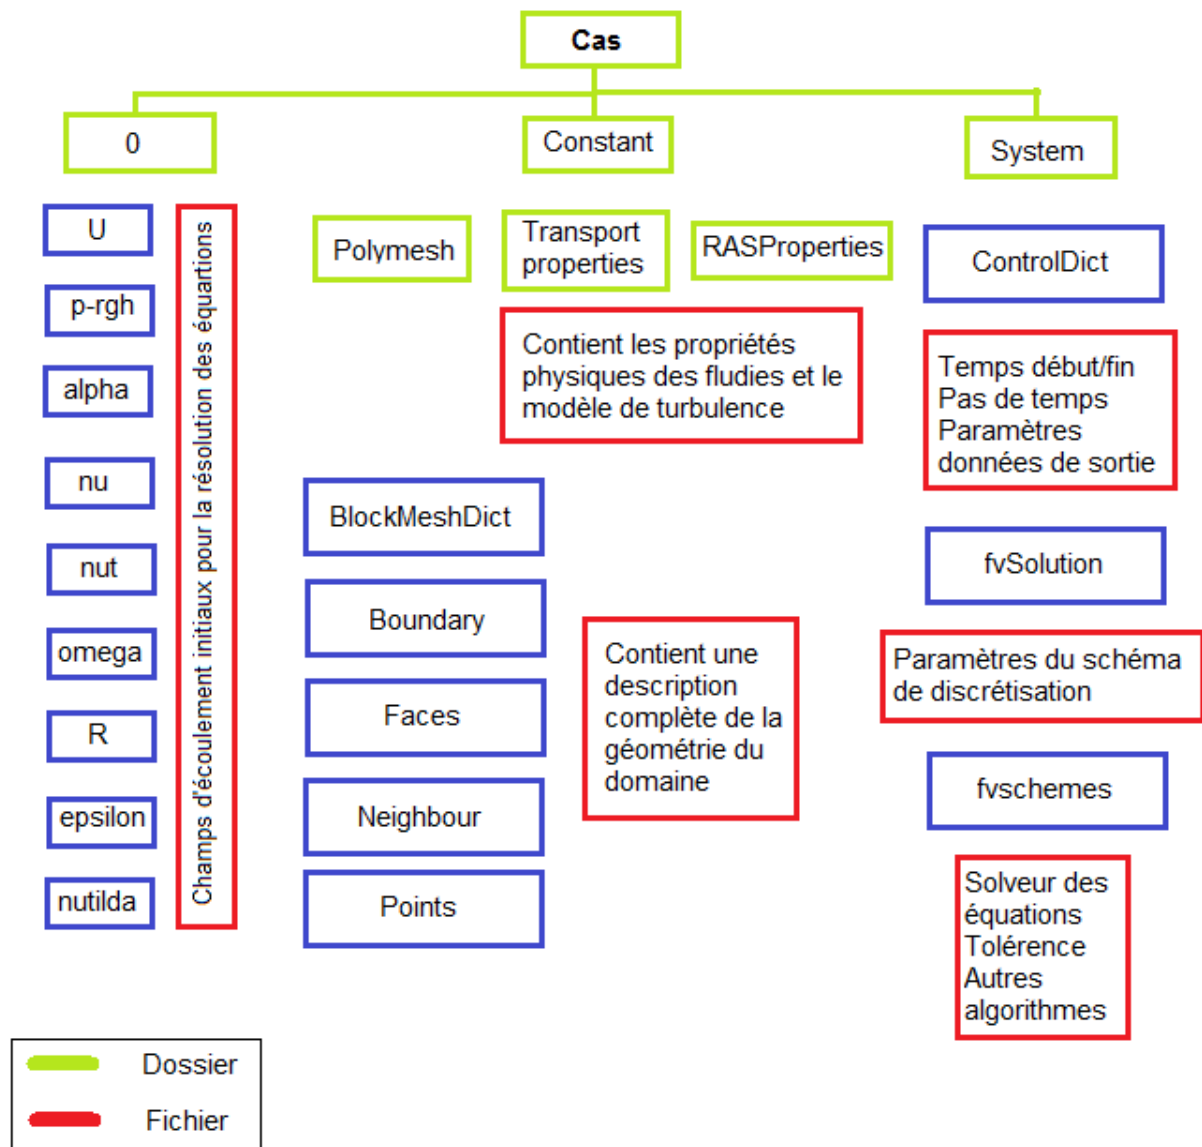 Cas
0
Constant
System
U
p-rgh
alpha
nu
nut
omega
R
epsilon
nutilda
Champs d'écoulement initiaux pour la résolution des équartions
Polymesh
Transport
properties
RASProperties
Contient les propriétés
physiques des fludies et le
modèle de turbulence
BlockMeshDict
Boundary
Faces
Neighbour
Points
Contient une
description
complète de la
géométrie du
domaine
ControlDict
Temps début/fin
Pas de temps
Paramètres
données de sortie
fvSolution
Paramètres du schéma
de discrétisation
fvschemes
Solveur des
équations
Tolérence
Autres
algorithmes
Dossier
Fichier